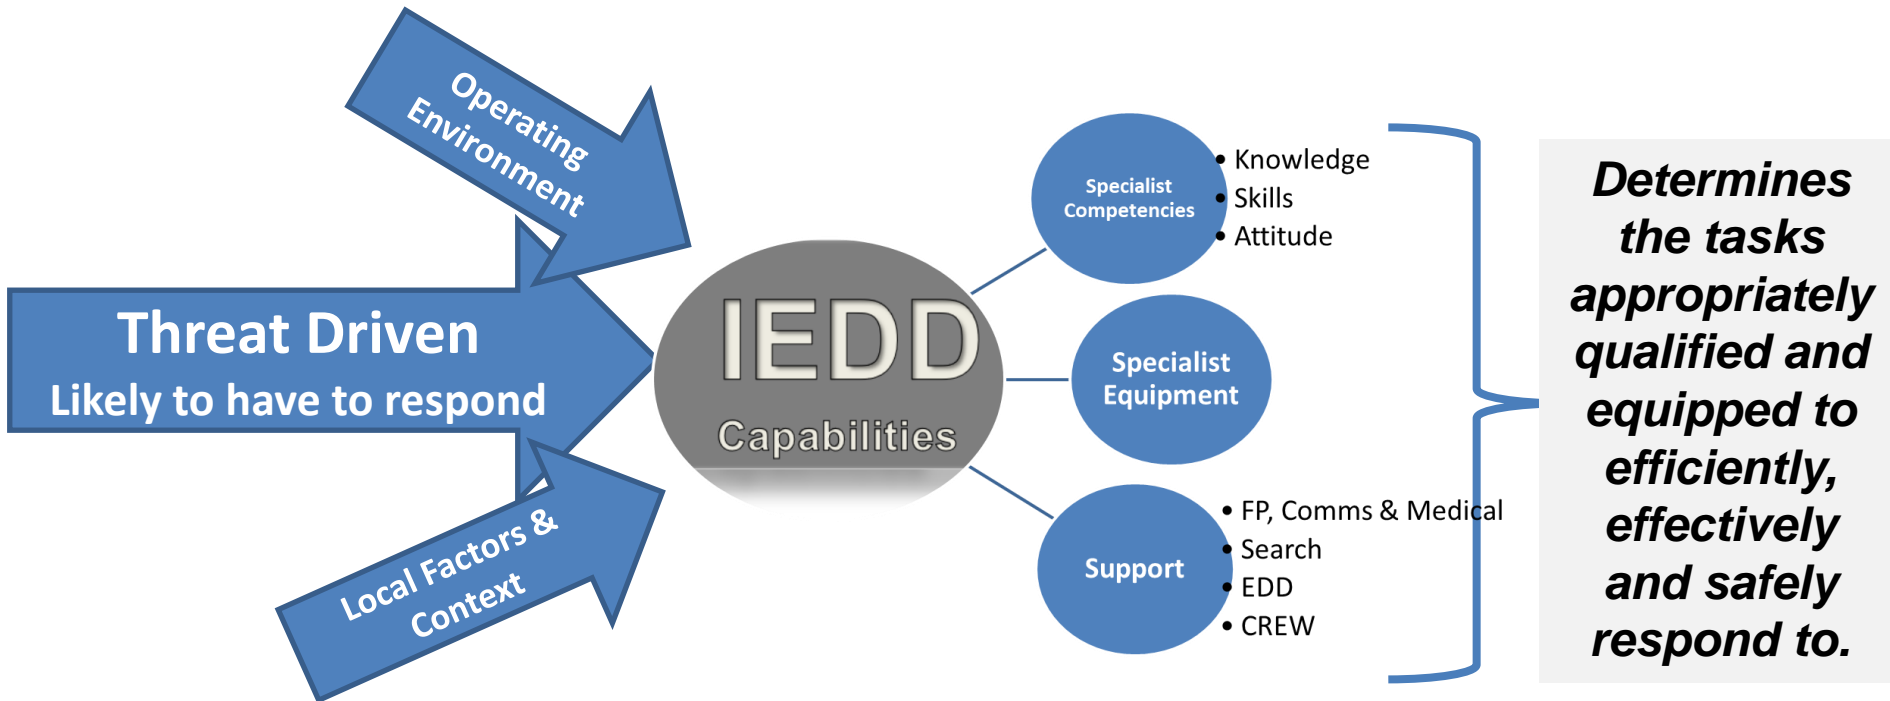 Operating
Environment
Threat Driven
Likely to have to respond
Local Factors &
Context
IEDD
Capabilities
Specialist
Competencies
• Knowledge
• Skills
• Attitude
Specialist
Equipment
Support
• FP, Comms & Medical
• Search
• EDD
• CREW
Determines
the tasks
appropriately
qualified and
equipped to
efficiently,
effectively
and safely
respond to.